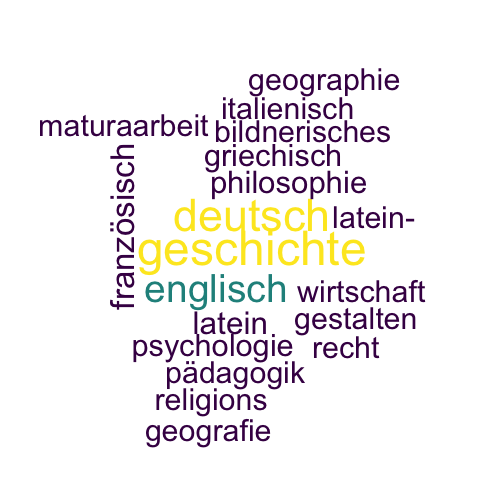 geographie
italienisch
maturaarbeit
bildnerisches
griechisch
französisch
philosophie
deutsch
latein-
geschichte
englisch
wirtschaft
latein
gestalten
psychologie
recht
pädagogik
religions
geografie